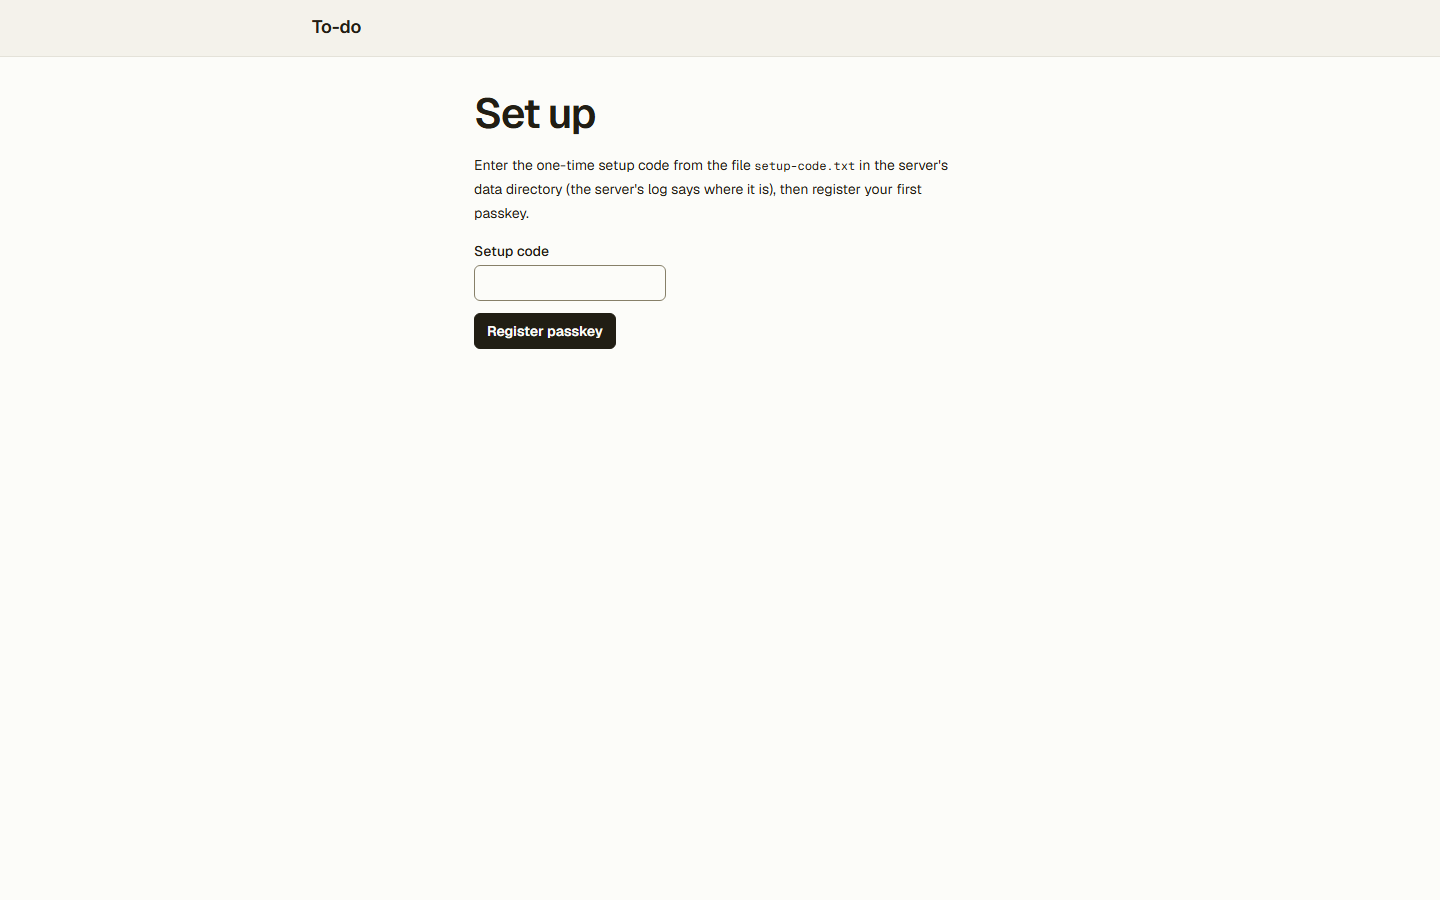 To-do
Set up
Enter the one-time setup code from the file setup-code.txt in the server's
data directory (the server's log says where it is), then register your first
passkey.
Setup code
Register passkey